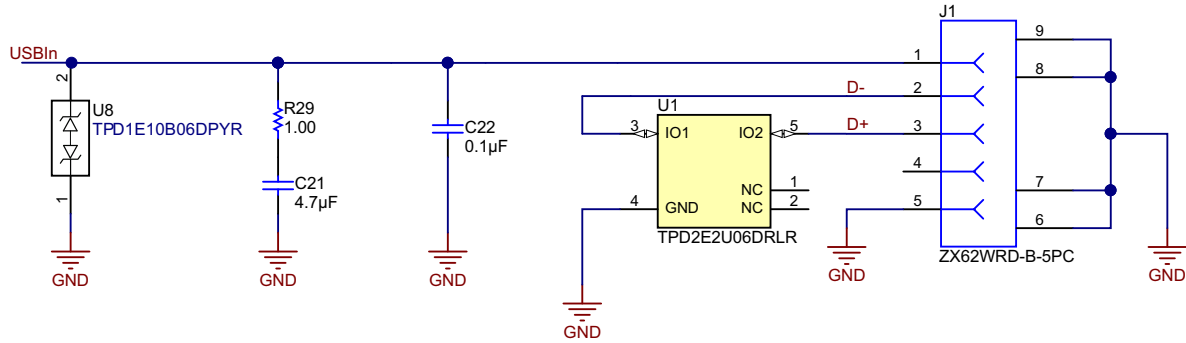 J1
USBIn
9
1
8
2
U8
TPD1E10B06DPYR
R29
1.00
D-
2
U1
3
IO1
IO2
5
D+
3
C22
0.1µF
4
C21
4.7µF
NC
1
7
4
GND
NC
2
5
1
6
TPD2E2U06DRLR
ZX62WRD-B-5PC
GND
GND
GND
GND
GND
GND